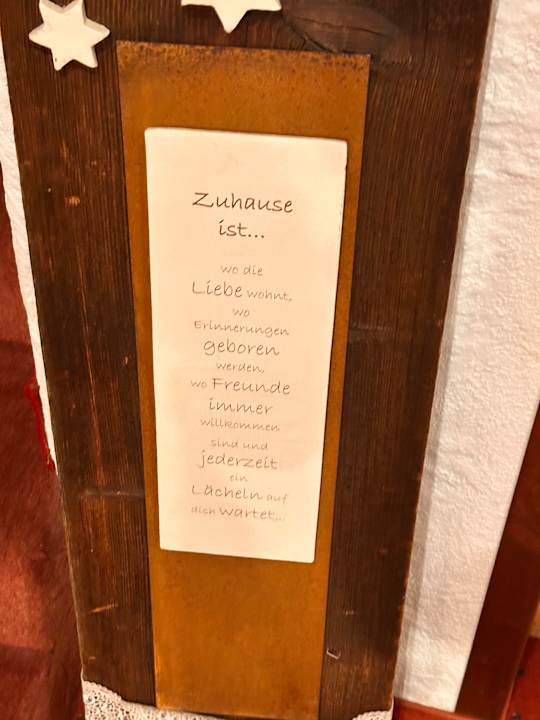 Zuhause
ist...
wo die
Liebe wohnt,
wo
Erinnerungen
geboren
werden,
wo Freunde
immer
willkommen
sind und
jederzeit
ein
Lächeln auf
dich wartet...